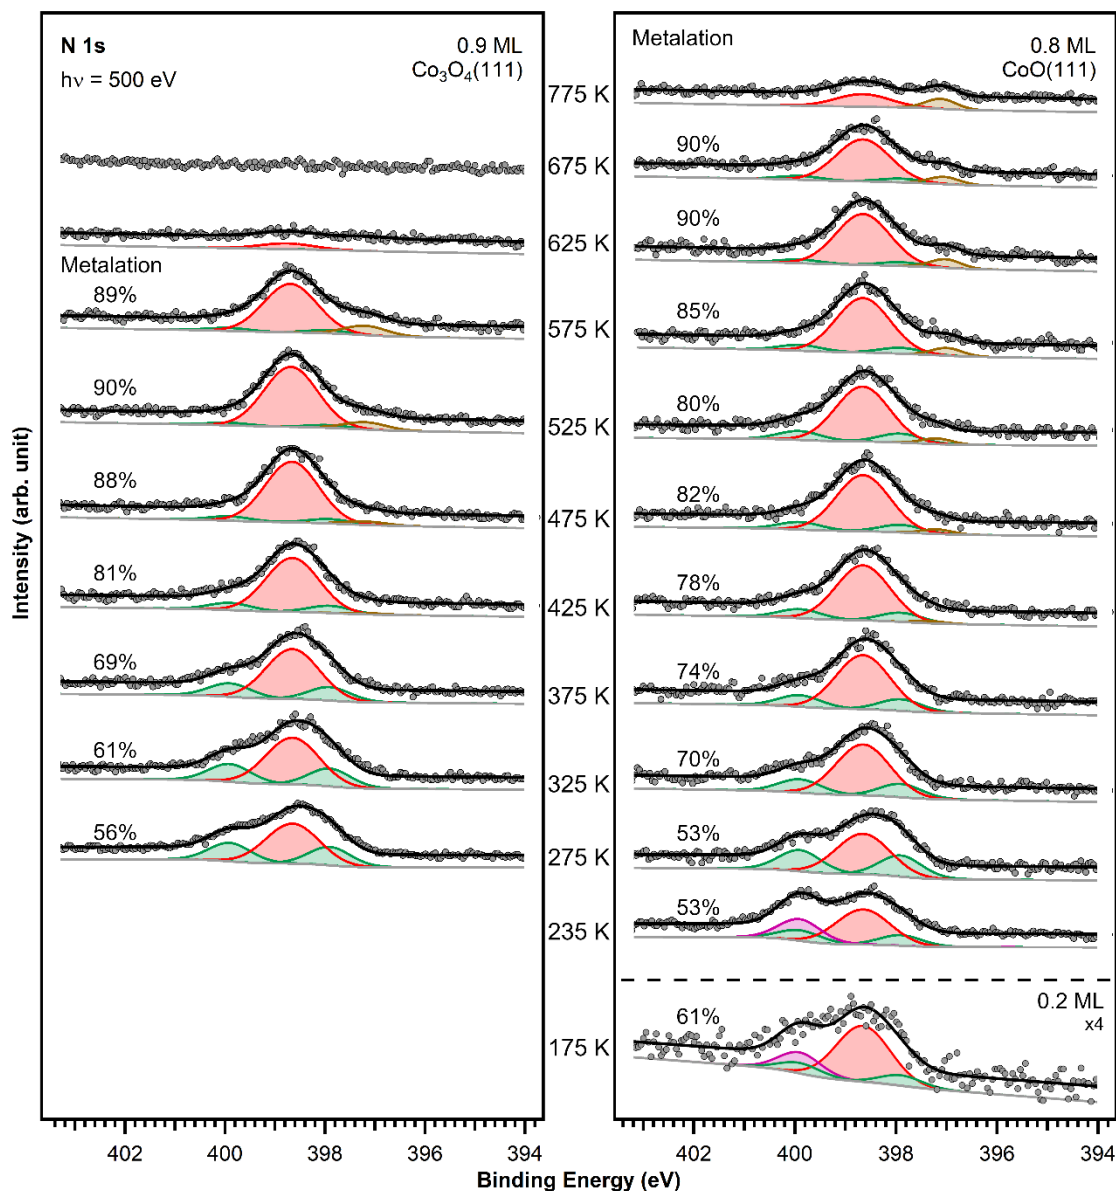 N 1s
hν = 500 eV
0.9 ML
Co₃O₄(111)
Metalation
89%
90%
88%
81%
69%
61%
56%
775 K
675 K
625 K
575 K
525 K
475 K
425 K
375 K
325 K
275 K
235 K
175 K
Metalation
0.8 ML
CoO(111)
90%
90%
85%
80%
82%
78%
74%
70%
53%
53%
61%
0.2 ML
x4
Intensity (arb. unit)
402 400 398 396 394
402 400 398 396 394
Binding Energy (eV)